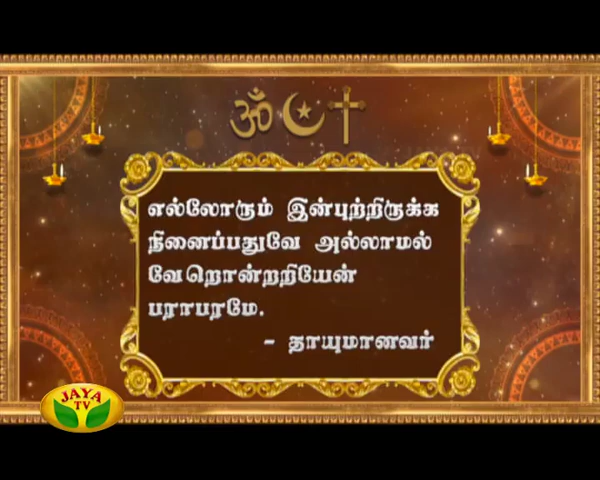 எல்லோரும் இன்புற்றிருக்க
நினைப்பதுவே அல்லாமல்
வேறொன்றறியேன்
பராபரமே.
- தாயுமானவர்
JAYA
TV